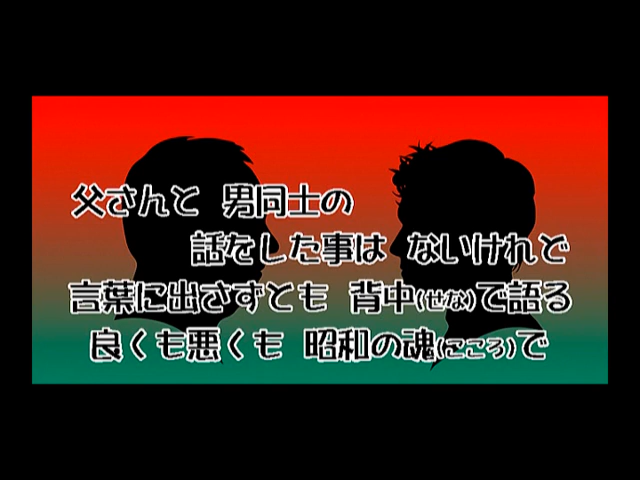 父さんと 男同士の
話をした事は ないけれど
言葉に出さずとも 背中(せな)で語る
良くも悪くも 昭和の魂(こころ)で